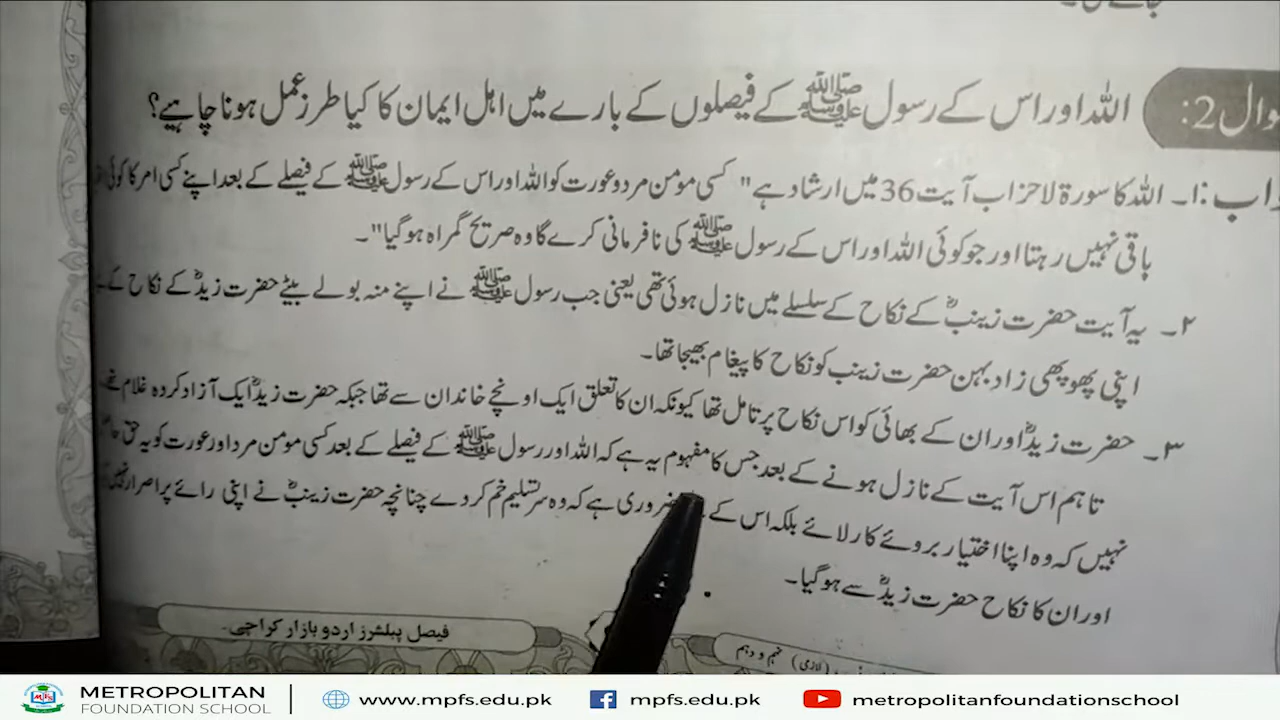 سوال 2: اللہ اور اس کے رسول ﷺ کے فیصلوں کے بارے میں اہل ایمان کا کیا طرز عمل ہونا چاہیے؟
جواب: ۱۔ اللہ کا سورۃ لاحزاب آیت 36 میں ارشاد ہے " کسی مومن مرد و عورت کو اللہ اور اس کے رسول ﷺ کے فیصلے کے بعد اپنے کسی امر کا کوئی
باقی نہیں رہتا اور جو کوئی اللہ اور اس کے رسول ﷺ کی نافرمانی کرے گا وہ صریح گمراہ ہو گیا"۔
۲۔ یہ آیت حضرت زینبؓ کے نکاح کے سلسلے میں نازل ہوئی تھی یعنی جب رسول ﷺ نے اپنے منہ بولے بیٹے حضرت زیدؓ کے نکاح کے
اپنی پھوپھی زاد بہن حضرت زینب کو نکاح کا پیغام بھیجا تھا۔
۳۔ حضرت زیدؓ اور ان کے بھائی کو اس نکاح پر تامل تھا کیونکہ ان کا تعلق ایک اونچے خاندان سے تھا جبکہ حضرت زیدؓ ایک آزاد کردہ غلام تھے
تاہم اس آیت کے نازل ہونے کے بعد جس کا مفہوم یہ ہے کہ اللہ اور رسول ﷺ کے فیصلے کے بعد کسی مومن مرد اور عورت کو یہ حق
نہیں کہ وہ اپنا اختیار بروئے کار لائے بلکہ اس کے ضروری ہے کہ وہ سر تسلیم خم کر دے چنانچہ حضرت زینبؓ نے اپنی رائے پر اصرار
اور ان کا نکاح حضرت زیدؓ سے ہو گیا۔
فیصل پبلشرز اردو بازار کراچی۔
(لازمی) نہم و دہم
METROPOLITAN
FOUNDATION SCHOOL
www.mpfs.edu.pk
mpfs.edu.pk
metropolitanfoundationschool